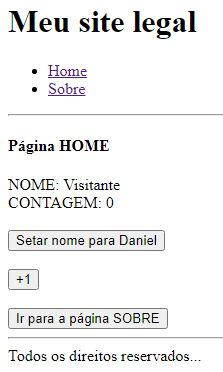 Meu site legal
Home
Sobre
Página HOME
NOME: Visitante
CONTAGEM: 0
Setar nome para Daniel
+1
Ir para a página SOBRE
Todos os direitos reservados...